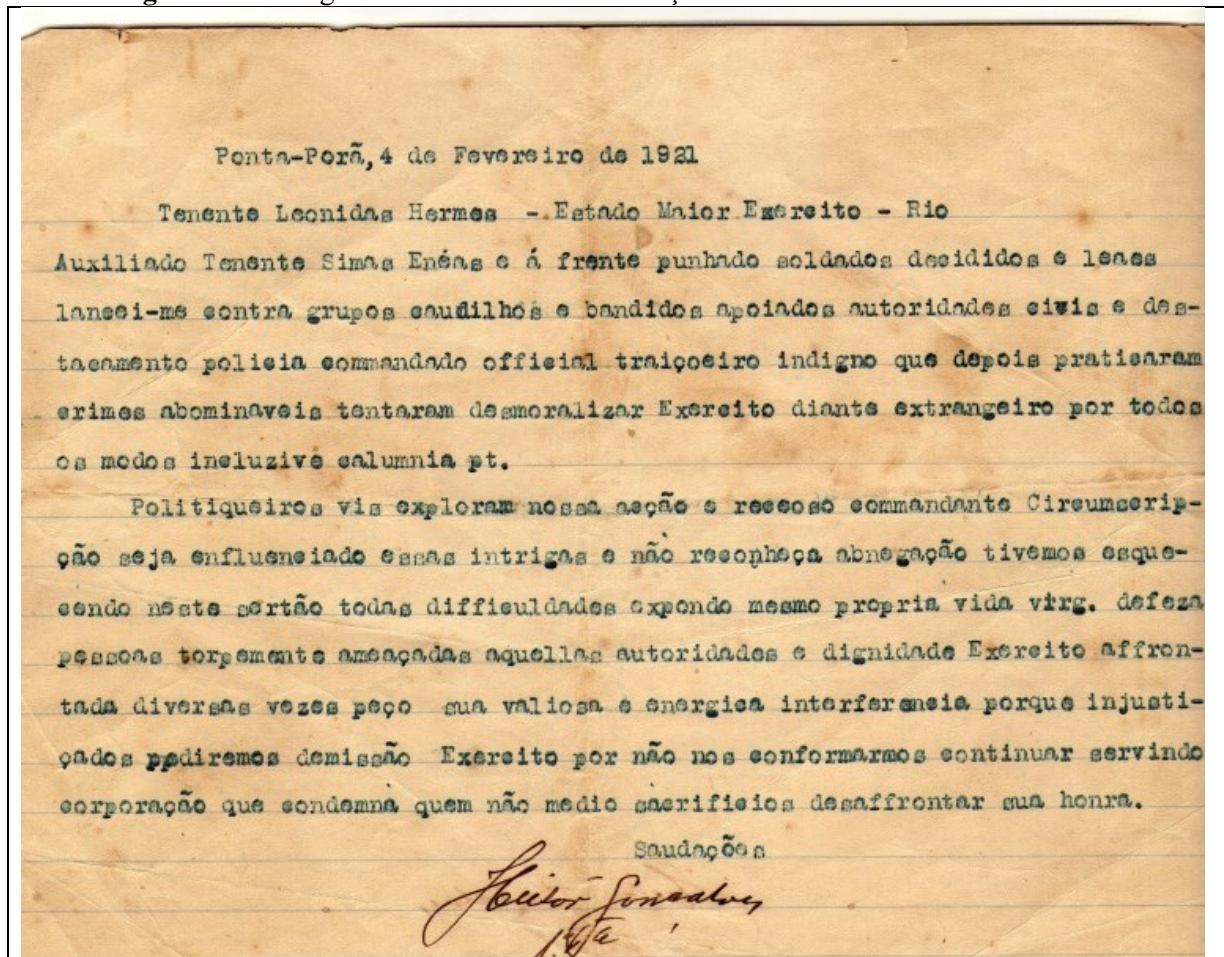 Ponta-Porã, 4 de Fevereiro de 1921
Tenente Leonidas Hermes - Estado Maior Exercito - Rio
Auxiliado Tenente Simas Enéas e á frente punhado soldados decididos e leaes
lancei-me contra grupos caudilhos e bandidos apoiados autoridades civis e des-
tacamento policia commandado official traiçoeiro indigno que depois praticaram
crimes abominaveis tentaram desmoralizar Exercito diante extrangeiro por todos
os modos incluzive calumnia pt.
Politiqueiros vis exploram nossa acção e receoso commandante Circumscrip-
ção seja enfluenciado essas intrigas e não reconheça abnegação tivemos esque-
cendo neste sertão todas difficuldades expondo mesmo propria vida virg. defeza
pessoas torpemente ameaçadas aquellas autoridades e dignidade Exercito affron-
tada diversas vezes peço sua valiosa e energica interferencia porque injusti-
çados pediremos demissão Exercito por não nos conformarmos continuar servindo
corporação que condemna quem não medio sacrificios desaffrontar sua honra.
Saudações
Heitor Gonsalves